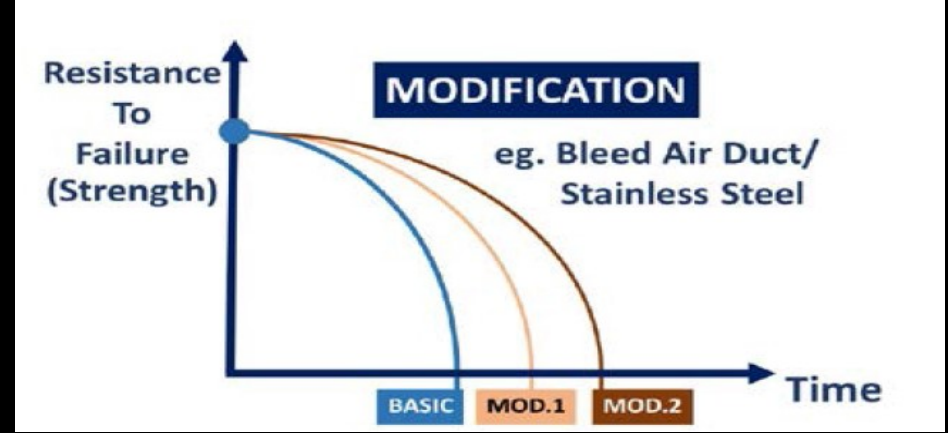 Resistance
To
Failure
(Strength)
MODIFICATION
eg. Bleed Air Duct/
Stainless Steel
Time
BASIC
MOD.1
MOD.2